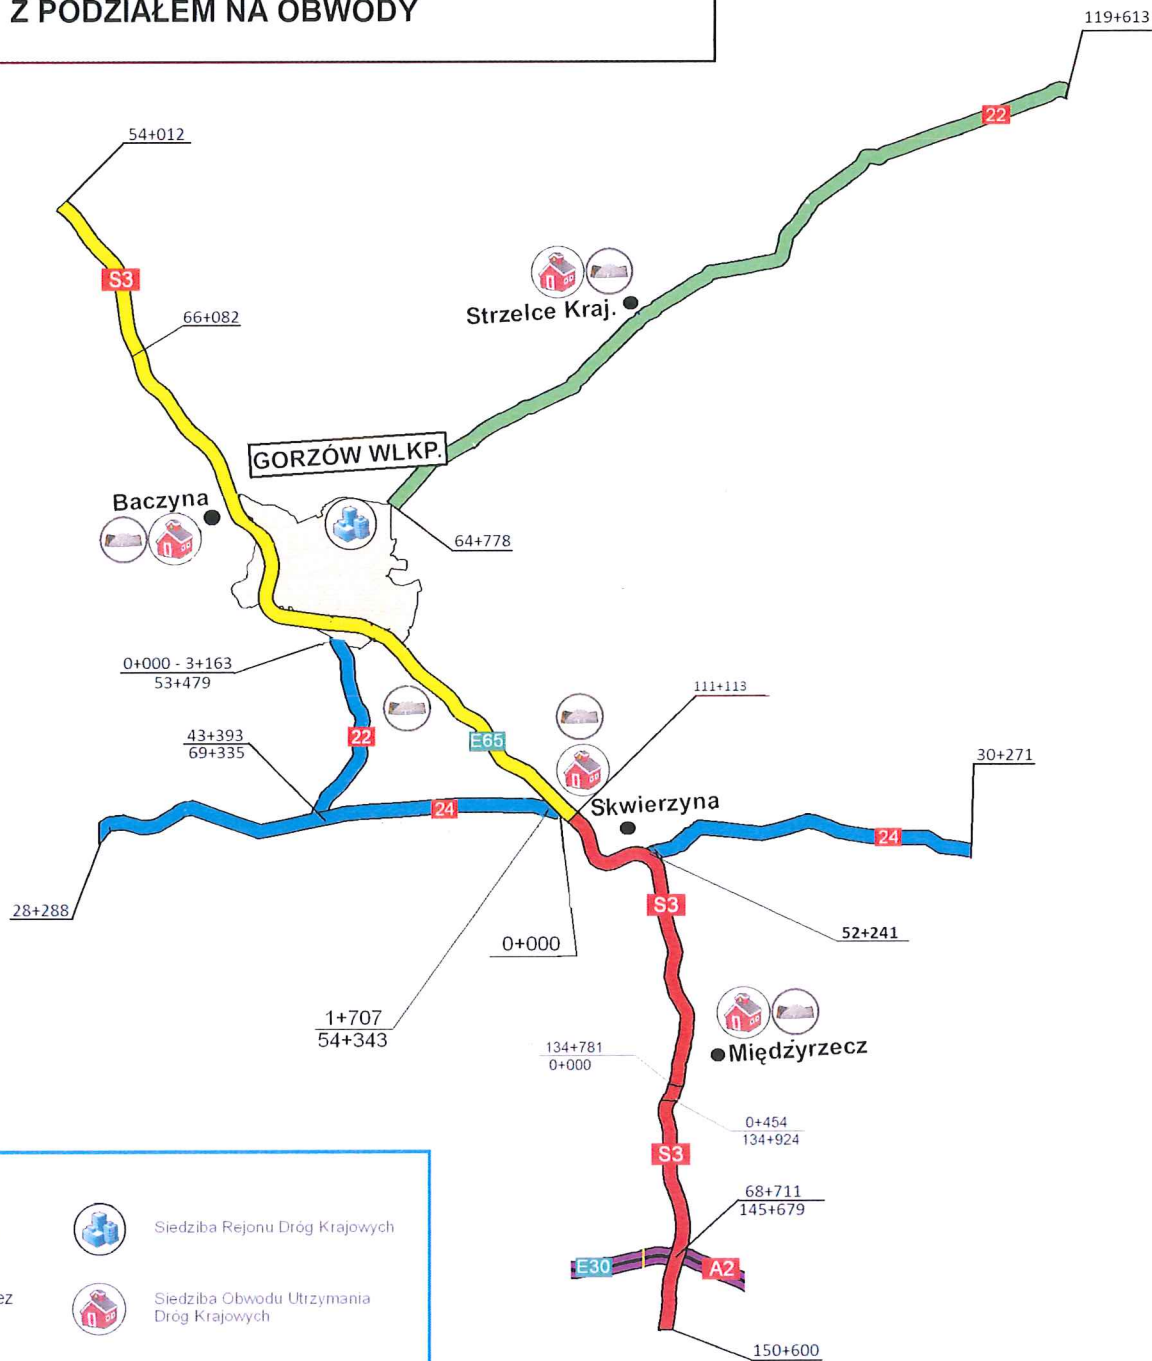 Z PODZIAŁEM NA OBWODY
119+613
22
54+012
S3
Strzelce Kraj.
66+082
GORZÓW WLKP.
Baczyna
64+778
0+000 - 3+163
53+479
111+113
22
E65
43+393
69+335
30+271
Skwierzyna
24
24
28+288
S3
52+241
0+000
1+707
54+343
Międzyrzecz
134+781
0+000
0+454
134+924
S3
68+711
145+679
E30
A2
150+600
Siedziba Rejonu Dróg Krajowych
ez
Siedziba Obwodu Utrzymania
Dróg Krajowych